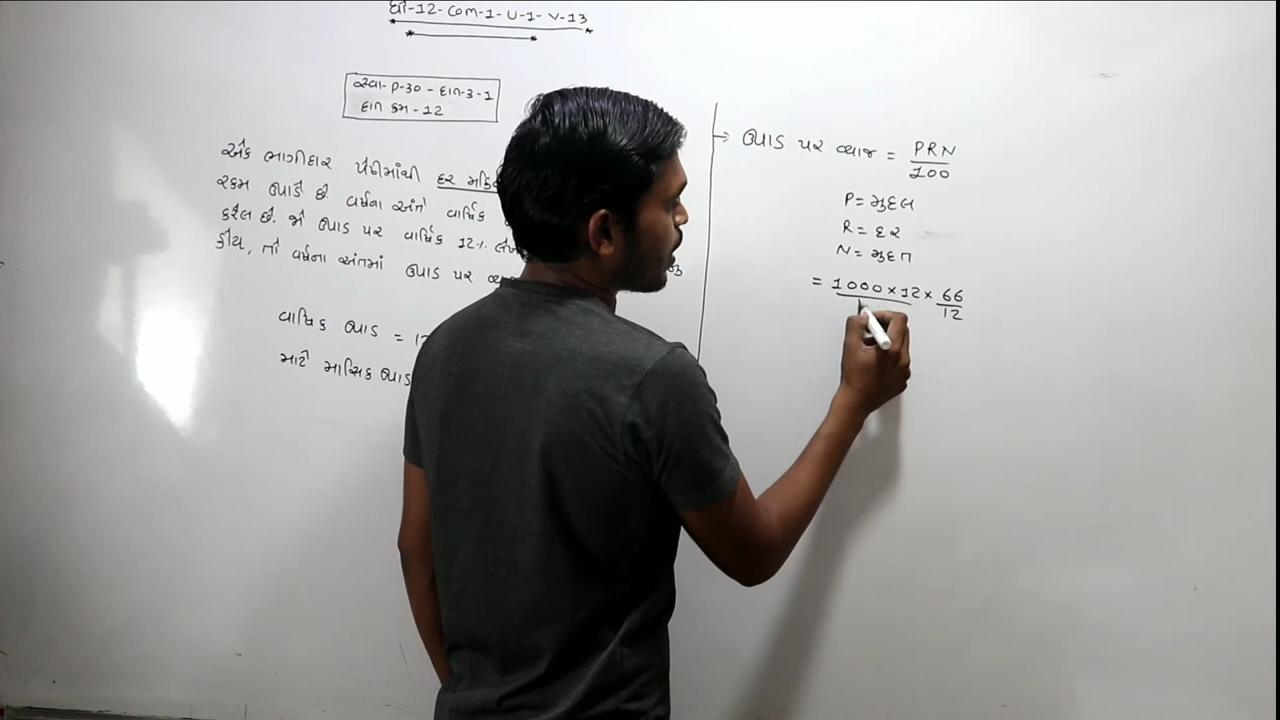 ધો-12-COM-1-U-1-V-13
સ્વા-P-30-દાત-3-1
દાત ક્રમ-12
એક ભાગીદાર પેઢીમાંથી દર
રકમ ઉપાડે છે. વર્ષના અંતે વાર્ષિક
કરેલ છે. જો ઉપાડ પર વાર્ષિક 12%
હોય, તો વર્ષના અંતમાં ઉપાડ પર
વાર્ષિક ઉપાડ =
માટે માસિક ઉપાડ
→ ઉપાડ પર વ્યાજ = PRN/100
P = મુદ્દલ
R = દર
N = મુદત
= 1000 × 12 × 66/12